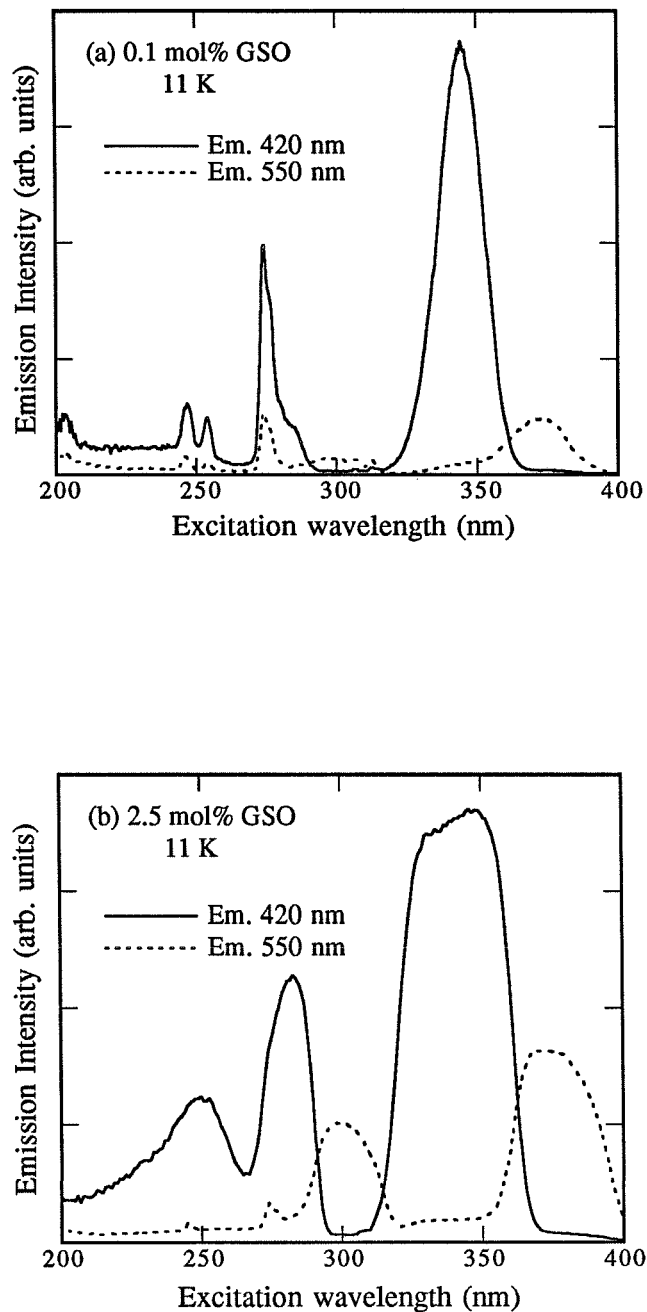 Emission Intensity (arb. units)
(a) 0.1 mol% GSO
11 K
Em. 420 nm
Em. 550 nm
200 250 300 350 400
Excitation wavelength (nm)
Emission Intensity (arb. units)
(b) 2.5 mol% GSO
11 K
Em. 420 nm
Em. 550 nm
200 250 300 350 400
Excitation wavelength (nm)